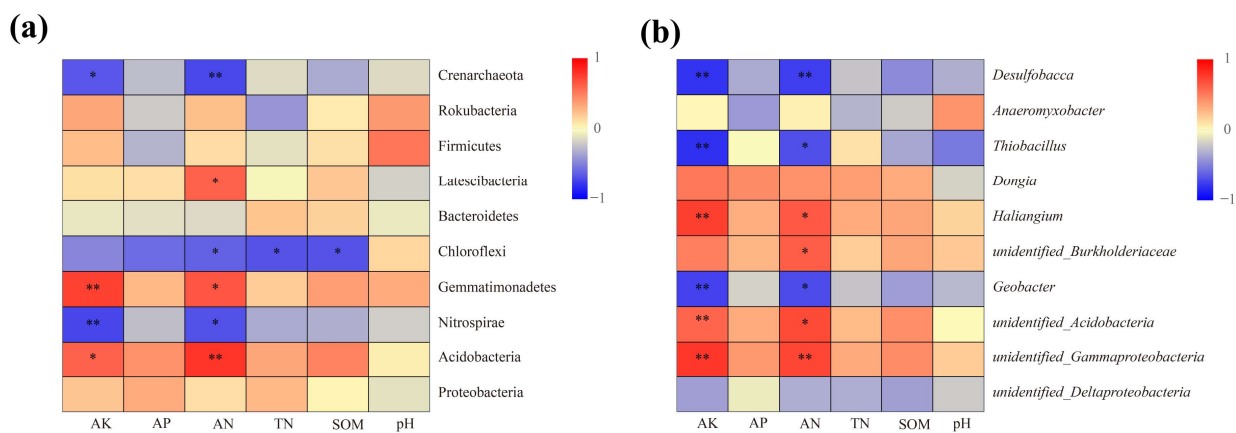 (a)
(b)
* ** Crenarchaeota
Rokubacteria
Firmicutes
* Latescibacteria
Bacteroidetes
* * * Chloroflexi
** * Gemmatimonadetes
** * Nitrospirae
* ** Acidobacteria
Proteobacteria
AK AP AN TN SOM pH
1
0
−1
** ** Desulfobacca
Anaeromyxobacter
** * Thiobacillus
Dongia
** * Haliangium
* unidentified_Burkholderiaceae
** * Geobacter
** * unidentified_Acidobacteria
** ** unidentified_Gammaproteobacteria
unidentified_Deltaproteobacteria
AK AP AN TN SOM pH
1
0
−1